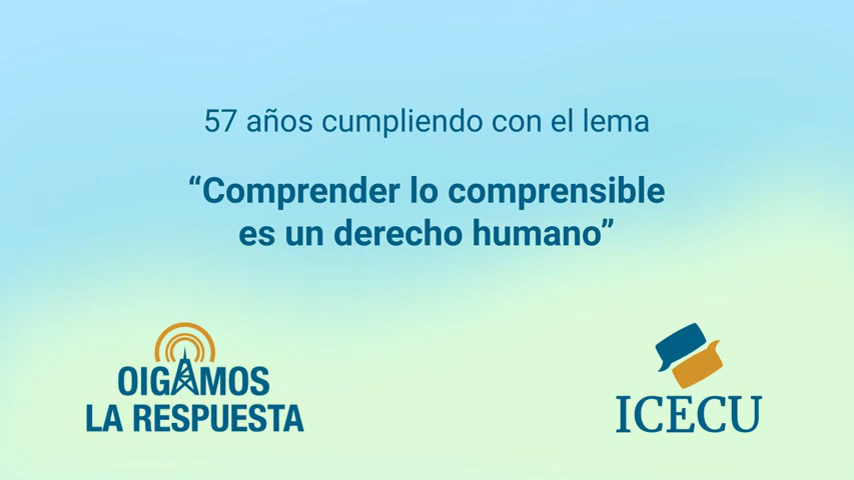 57 años cumpliendo con el lema
“Comprender lo comprensible
es un derecho humano”
OIGAMOS
LA RESPUESTA
ICECU